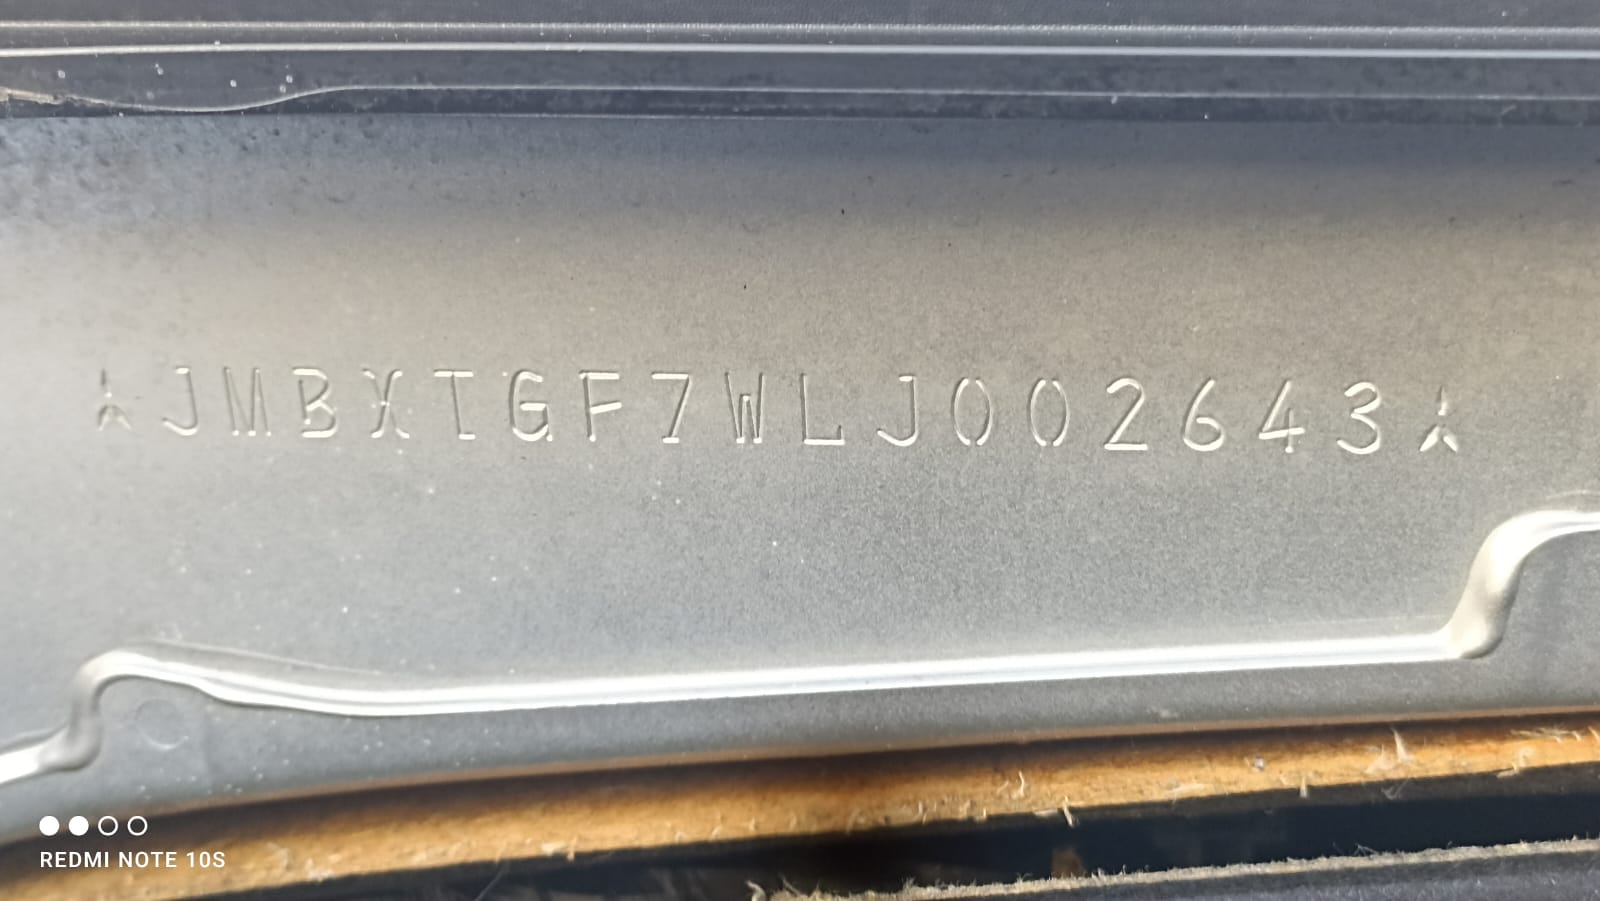 JMBXTGF7WLJ002643
REDMI NOTE 10S